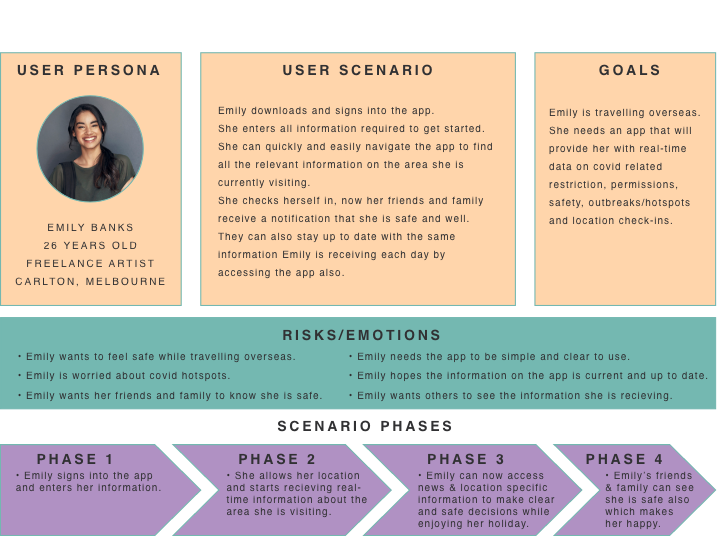 USER PERSONA
EMILY BANKS
26 YEARS OLD
FREELANCE ARTIST
CARLTON, MELBOURNE
USER SCENARIO
Emily downloads and signs into the app.
She enters all information required to get started.
She can quickly and easily navigate the app to find
all the relevant information on the area she is
currently visiting.
She checks herself in, now her friends and family
receive a notification that she is safe and well.
They can also stay up to date with the same
information Emily is receiving each day by
accessing the app also.
GOALS
Emily is travelling overseas.
She needs an app that will
provide her with real-time
data on covid related
restriction, permissions,
safety, outbreaks/hotspots
and location check-ins.
RISKS/EMOTIONS
• Emily wants to feel safe while travelling overseas.
• Emily is worried about covid hotspots.
• Emily wants her friends and family to know she is safe.
• Emily needs the app to be simple and clear to use.
• Emily hopes the information on the app is current and up to date.
• Emily wants others to see the information she is recieving.
SCENARIO PHASES
PHASE 1
• Emily signs into the app
and enters her information.
PHASE 2
• She allows her location
and starts recieving real-
time information about the
area she is visiting.
PHASE 3
• Emily can now access
news & location specific
information to make clear
and safe decisions while
enjoying her holiday.
PHASE 4
• Emily's friends
& family can see
she is safe also
which makes
her happy.